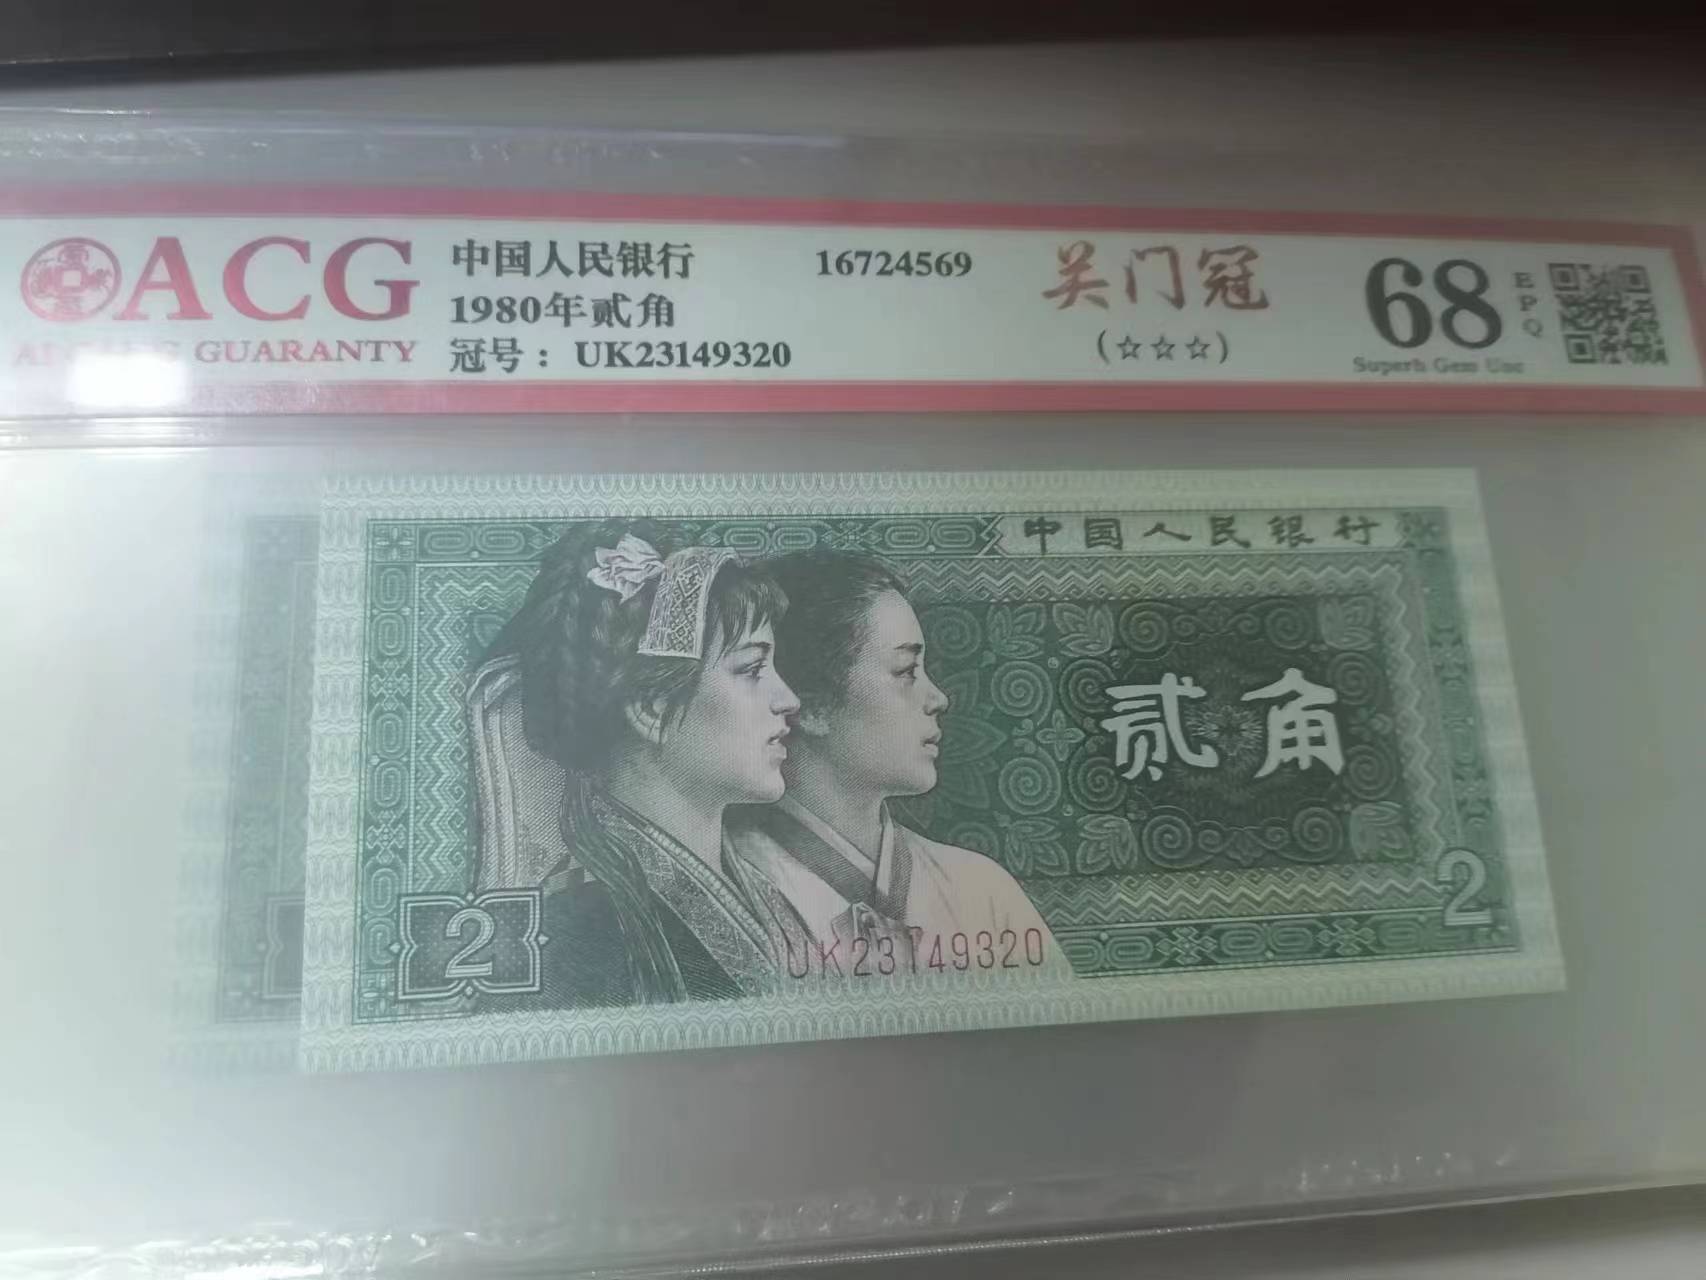 ACG
GUARANTY
中国人民银行
1980年贰角
冠号：UK23149320
16724569
关门冠
(☆☆☆)
68
EPQ
Superb Gem Unc
中国人民银行
贰角
2
2
UK23149320